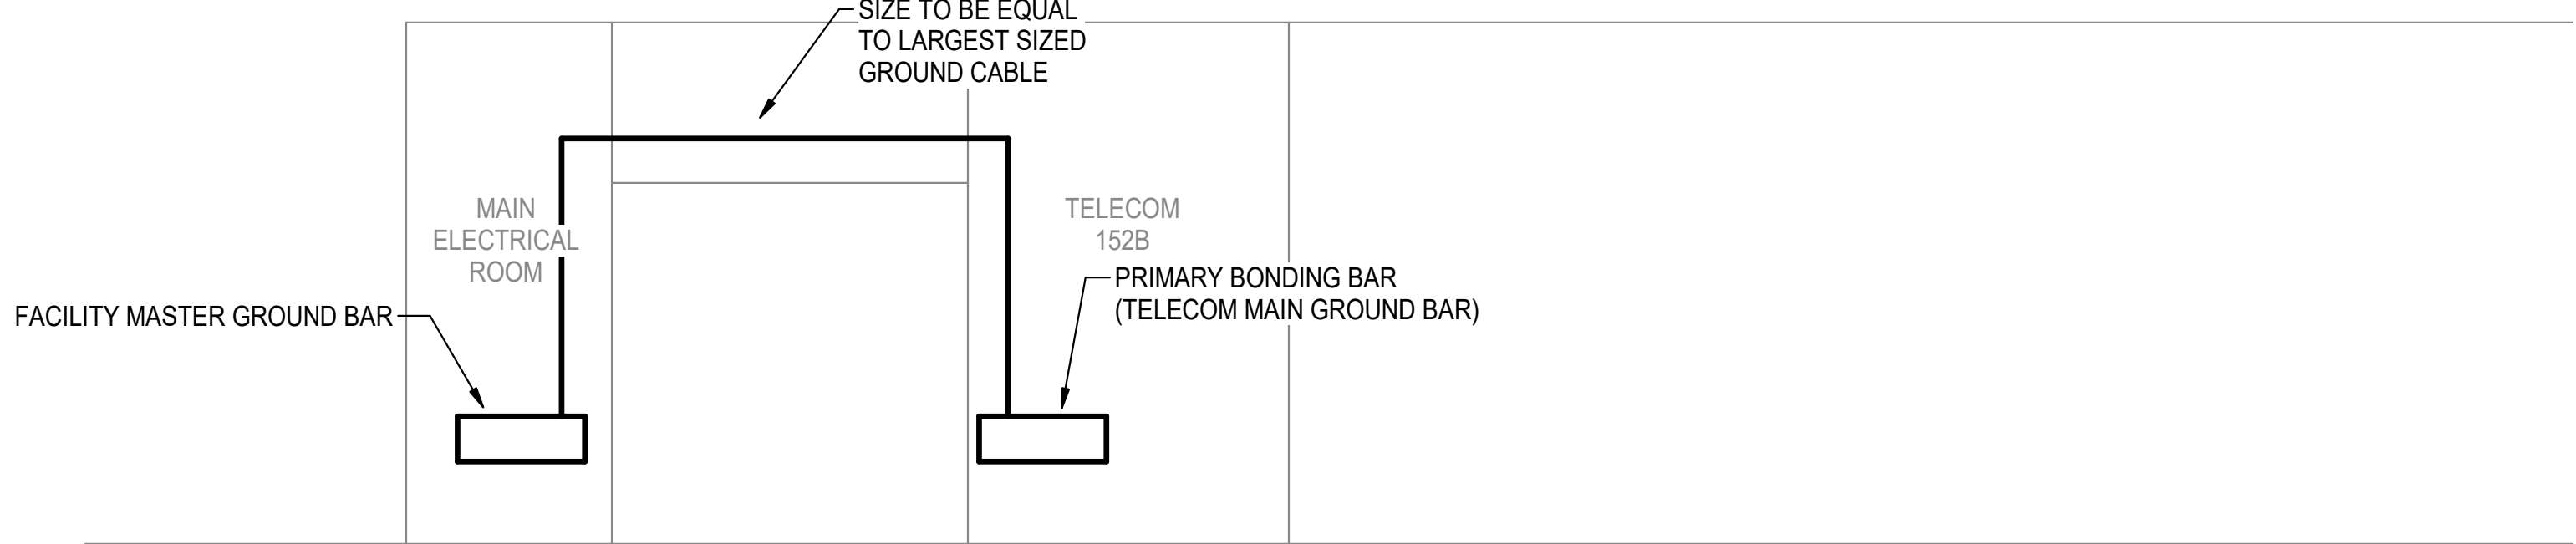 SIZE TO BE EQUAL
TO LARGEST SIZED
GROUND CABLE
MAIN
ELECTRICAL
ROOM
TELECOM
152B
PRIMARY BONDING BAR
(TELECOM MAIN GROUND BAR)
FACILITY MASTER GROUND BAR